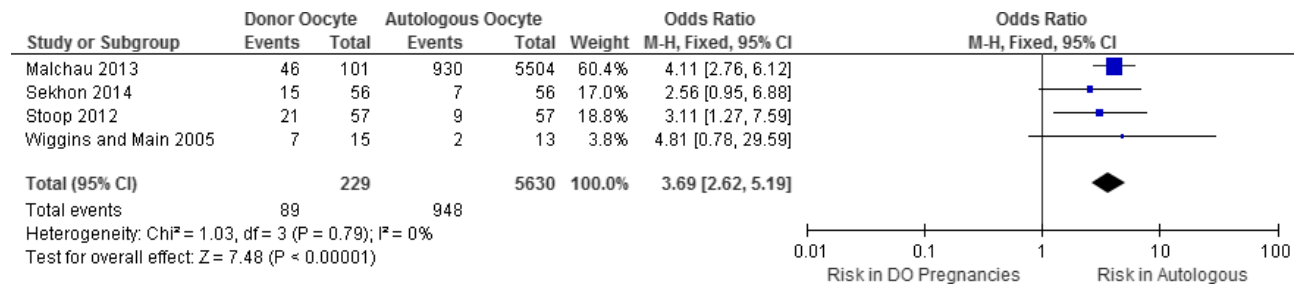 Donor Oocyte Autologous Oocyte Odds Ratio Odds Ratio
Study or Subgroup Events Total Events Total Weight M-H, Fixed, 95% CI M-H, Fixed, 95% CI
Malchau 2013 46 101 930 5504 60.4% 4.11 [2.76, 6.12]
Sekhon 2014 15 56 7 56 17.0% 2.56 [0.95, 6.88]
Stoop 2012 21 57 9 57 18.8% 3.11 [1.27, 7.59]
Wiggins and Main 2005 7 15 2 13 3.8% 4.81 [0.78, 29.59]
Total (95% CI) 229 5630 100.0% 3.69 [2.62, 5.19]
Total events 89 948
Heterogeneity: Chi² = 1.03, df = 3 (P = 0.79); I² = 0%
Test for overall effect: Z = 7.48 (P < 0.00001)
0.01 0.1 1 10 100
Risk in DO Pregnancies Risk in Autologous